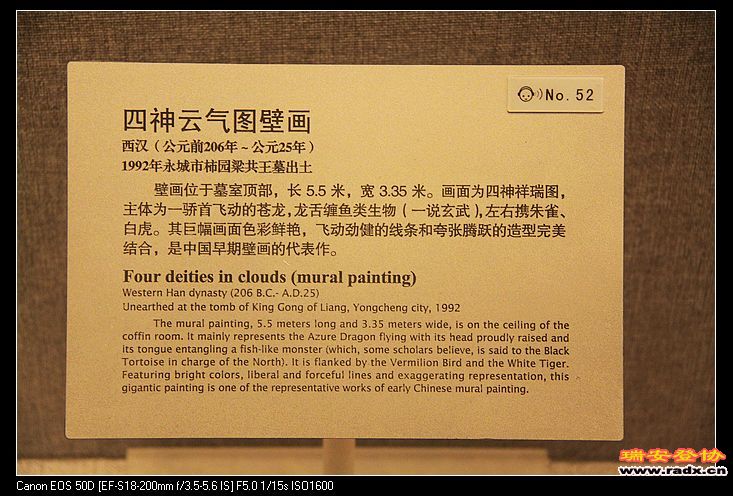 No. 52
四神云气图壁画
西汉（公元前206年～公元25年）
1992年永城市柿园梁共王墓出土
壁画位于墓室顶部，长 5.5 米，宽 3.35 米。画面为四神祥瑞图，
主体为一骄首飞动的苍龙，龙舌缠鱼类生物（一说玄武），左右携朱雀、
白虎。其巨幅画面色彩鲜艳，飞动劲健的线条和夸张腾跃的造型完美
结合，是中国早期壁画的代表作。
Four deities in clouds (mural painting)
Western Han dynasty (206 B.C.- A.D.25)
Unearthed at the tomb of King Gong of Liang, Yongcheng city, 1992
The mural painting, 5.5 meters long and 3.35 meters wide, is on the ceiling of the
coffin room. It mainly represents the Azure Dragon flying with its head proudly raised and
its tongue entangling a fish-like monster (which, some scholars believe, is said to the Black
Tortoise in charge of the North). It is flanked by the Vermilion Bird and the White Tiger.
Featuring bright colors, liberal and forceful lines and exaggerating representation, this
gigantic painting is one of the representative works of early Chinese mural painting.
瑞安登协
www.radx.cn
Canon EOS 50D [EF-S18-200mm f/3.5-5.6 IS] F5.0 1/15s ISO1600